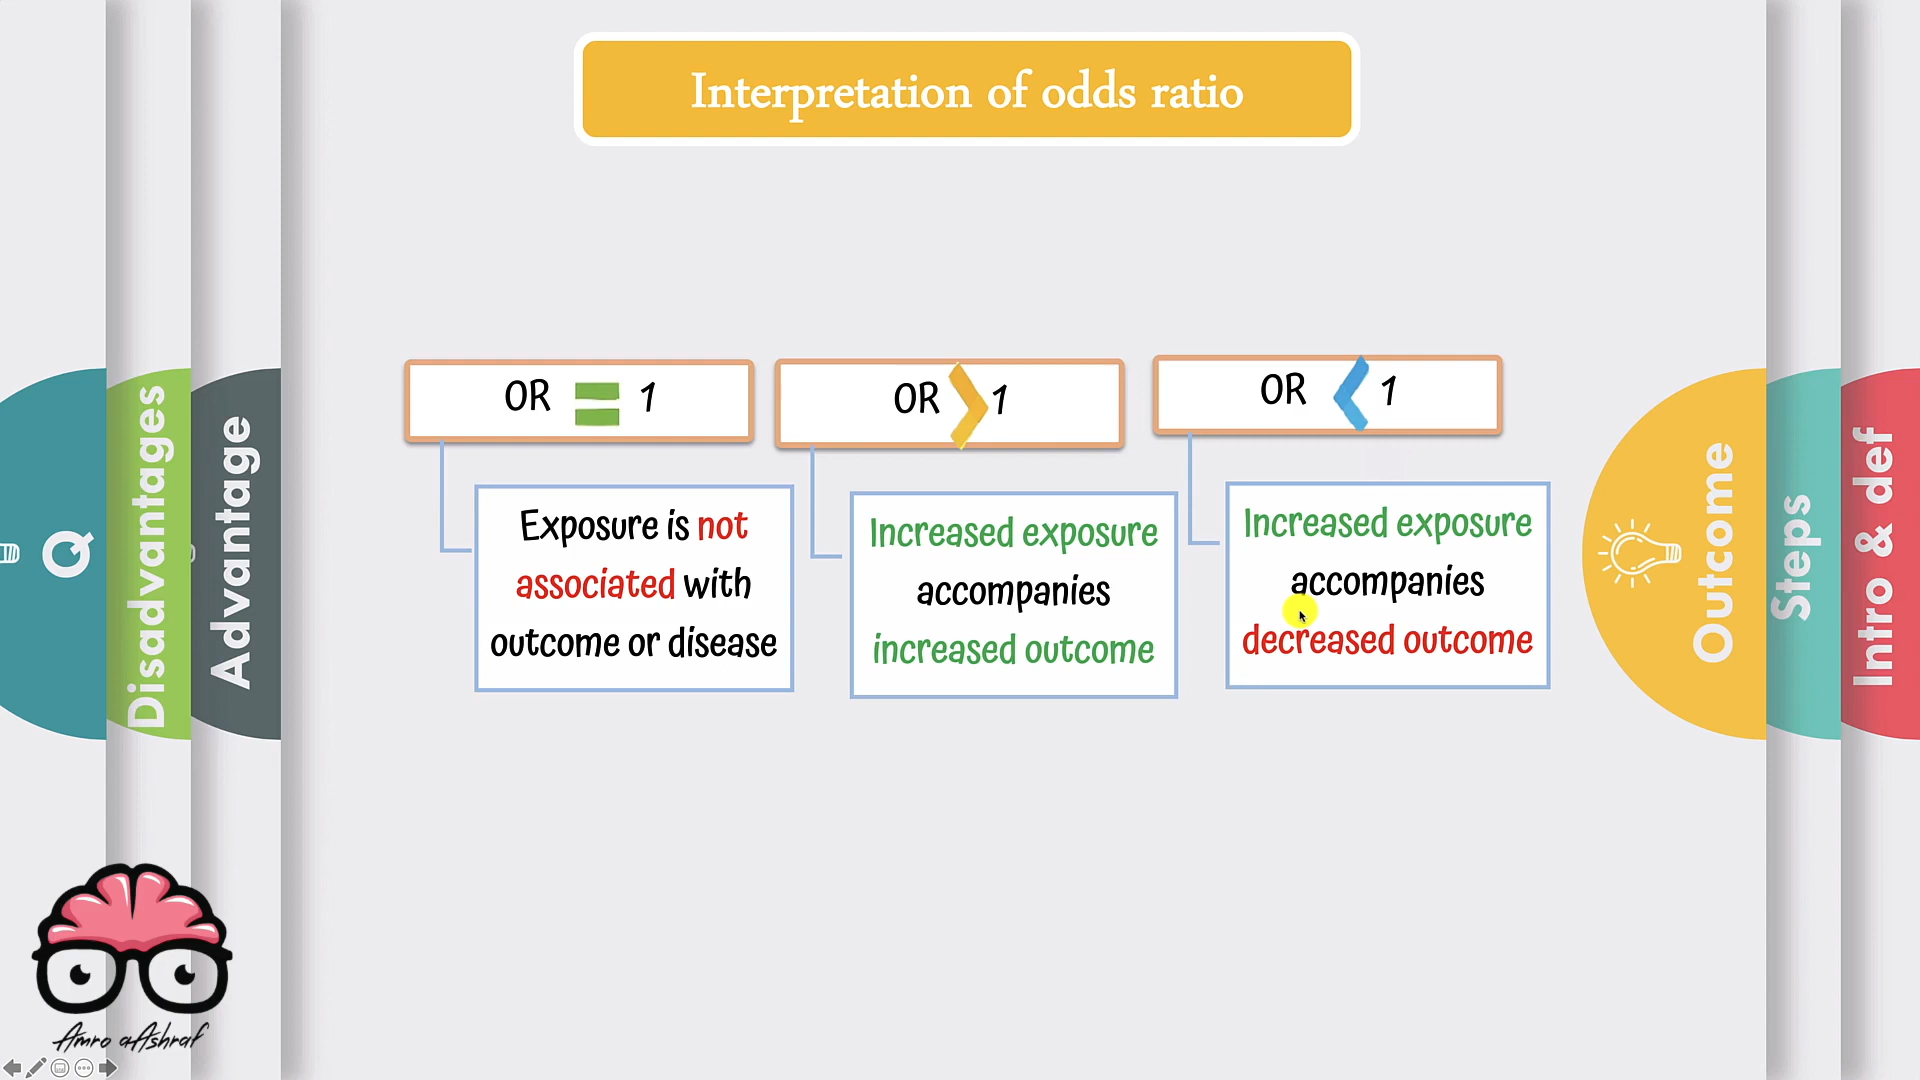 Interpretation of odds ratio
OR = 1
OR > 1
OR < 1
Exposure is not
associated with
outcome or disease
Increased exposure
accompanies
increased outcome
Increased exposure
accompanies
decreased outcome
Q
Disadvantages
Advantage
Outcome
Steps
Intro & def
Amro aAshraf